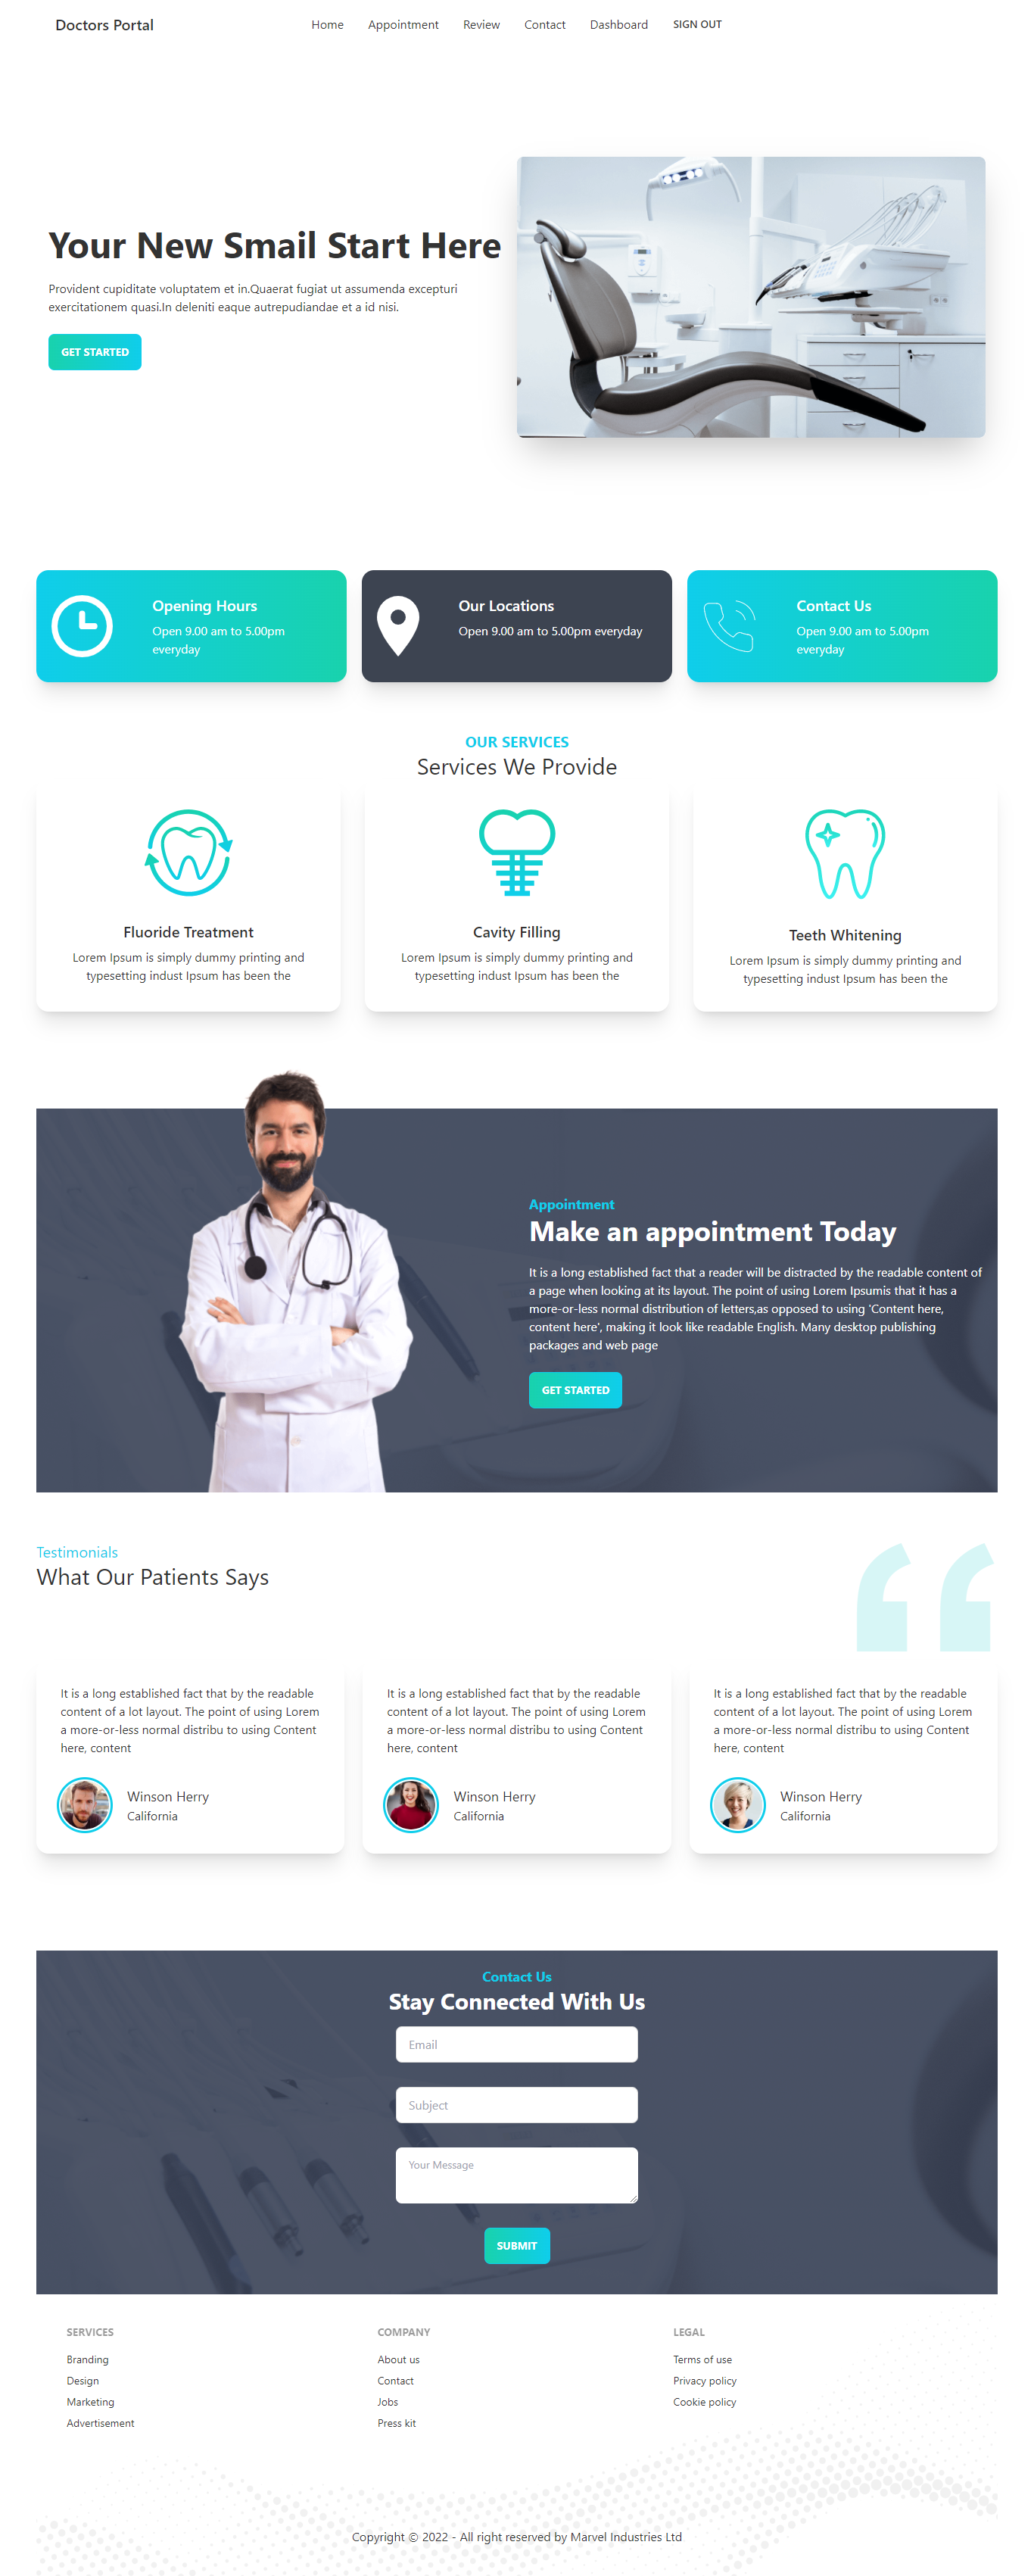 Doctors Portal
Home Appointment Review Contact Dashboard SIGN OUT
Your New Smail Start Here
Provident cupiditate voluptatem et in.Quaerat fugiat ut assumenda excepturi
exercitationem quasi.In deleniti eaque autrepudiandae et a id nisi.
GET STARTED
Opening Hours
Open 9.00 am to 5.00pm
everyday
Our Locations
Open 9.00 am to 5.00pm everyday
Contact Us
Open 9.00 am to 5.00pm
everyday
OUR SERVICES
Services We Provide
Fluoride Treatment
Lorem Ipsum is simply dummy printing and
typesetting indust Ipsum has been the
Cavity Filling
Lorem Ipsum is simply dummy printing and
typesetting indust Ipsum has been the
Teeth Whitening
Lorem Ipsum is simply dummy printing and
typesetting indust Ipsum has been the
Appointment
Make an appointment Today
It is a long established fact that a reader will be distracted by the readable content of
a page when looking at its layout. The point of using Lorem Ipsumis that it has a
more-or-less normal distribution of letters,as opposed to using 'Content here,
content here', making it look like readable English. Many desktop publishing
packages and web page
GET STARTED
Testimonials
What Our Patients Says
It is a long established fact that by the readable
content of a lot layout. The point of using Lorem
a more-or-less normal distribu to using Content
here, content
Winson Herry
California
It is a long established fact that by the readable
content of a lot layout. The point of using Lorem
a more-or-less normal distribu to using Content
here, content
Winson Herry
California
It is a long established fact that by the readable
content of a lot layout. The point of using Lorem
a more-or-less normal distribu to using Content
here, content
Winson Herry
California
Contact Us
Stay Connected With Us
Email
Subject
Your Message
SUBMIT
SERVICES
Branding
Design
Marketing
Advertisement
COMPANY
About us
Contact
Jobs
Press kit
LEGAL
Terms of use
Privacy policy
Cookie policy
Copyright © 2022 - All right reserved by Marvel Industries Ltd